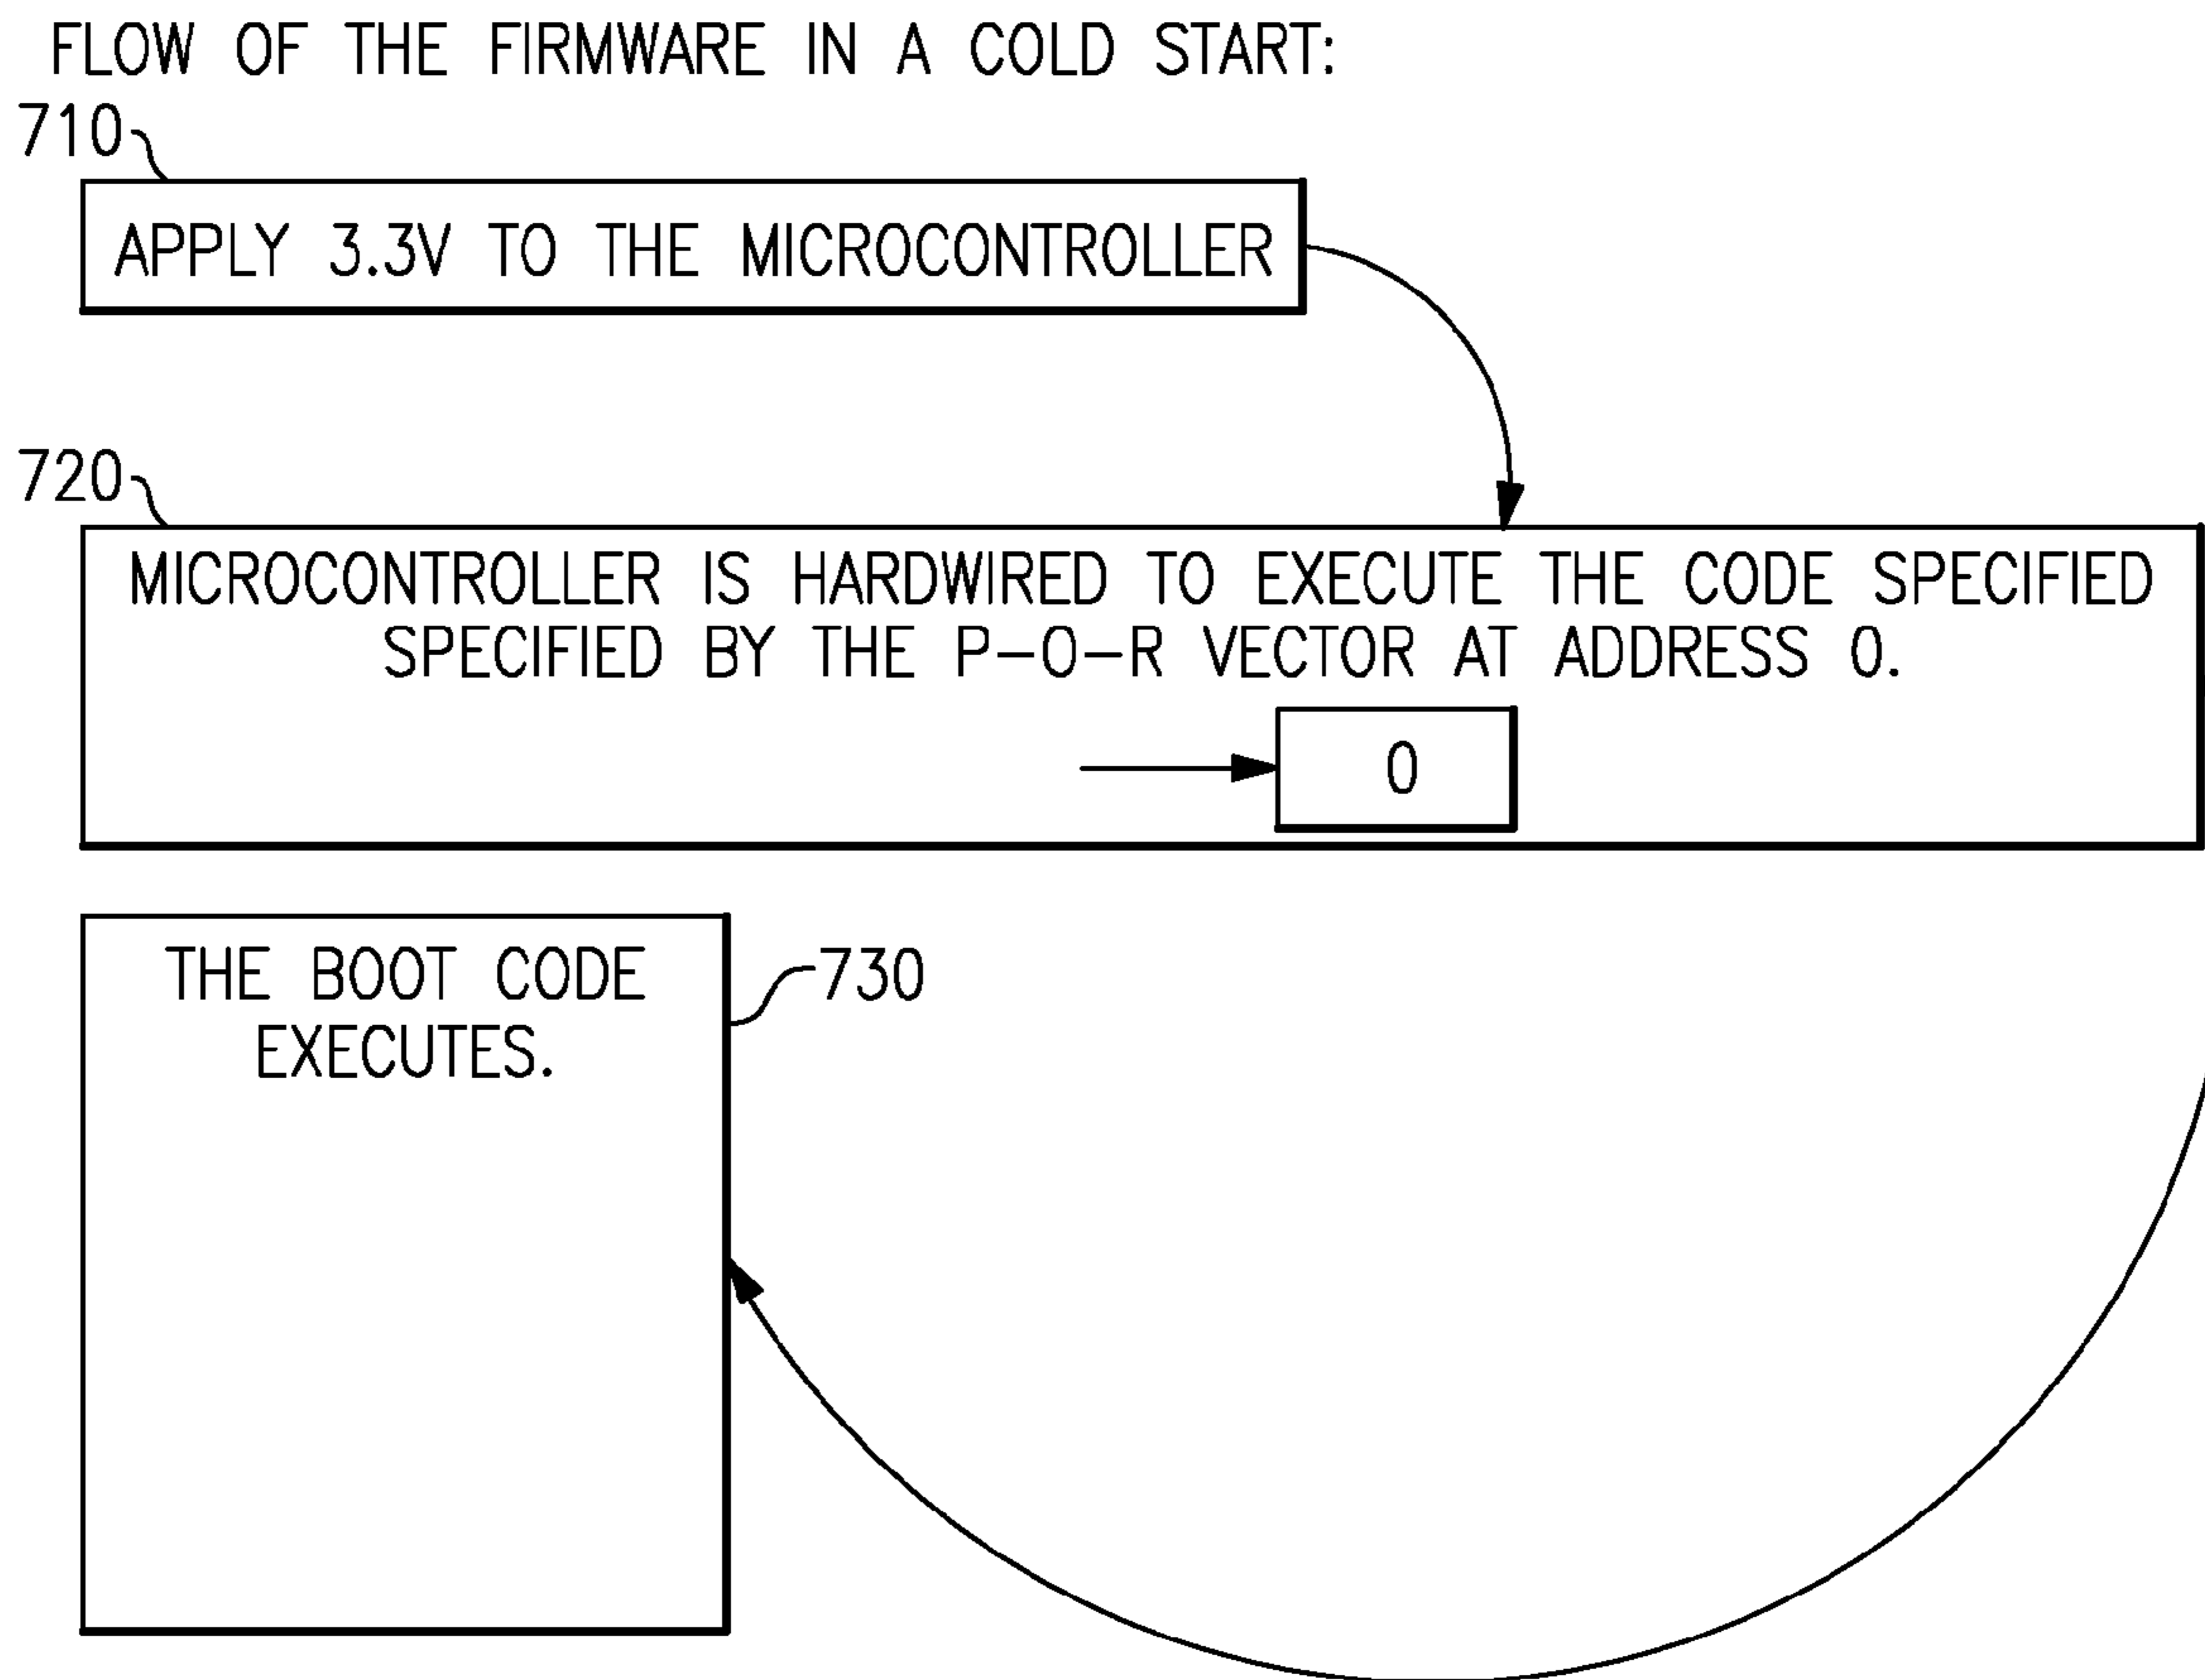 FLOW OF THE FIRMWARE IN A COLD START:
710
APPLY 3.3V TO THE MICROCONTROLLER
720
MICROCONTROLLER IS HARDWIRED TO EXECUTE THE CODE SPECIFIED
SPECIFIED BY THE P-O-R VECTOR AT ADDRESS 0.
0
THE BOOT CODE
EXECUTES.
730